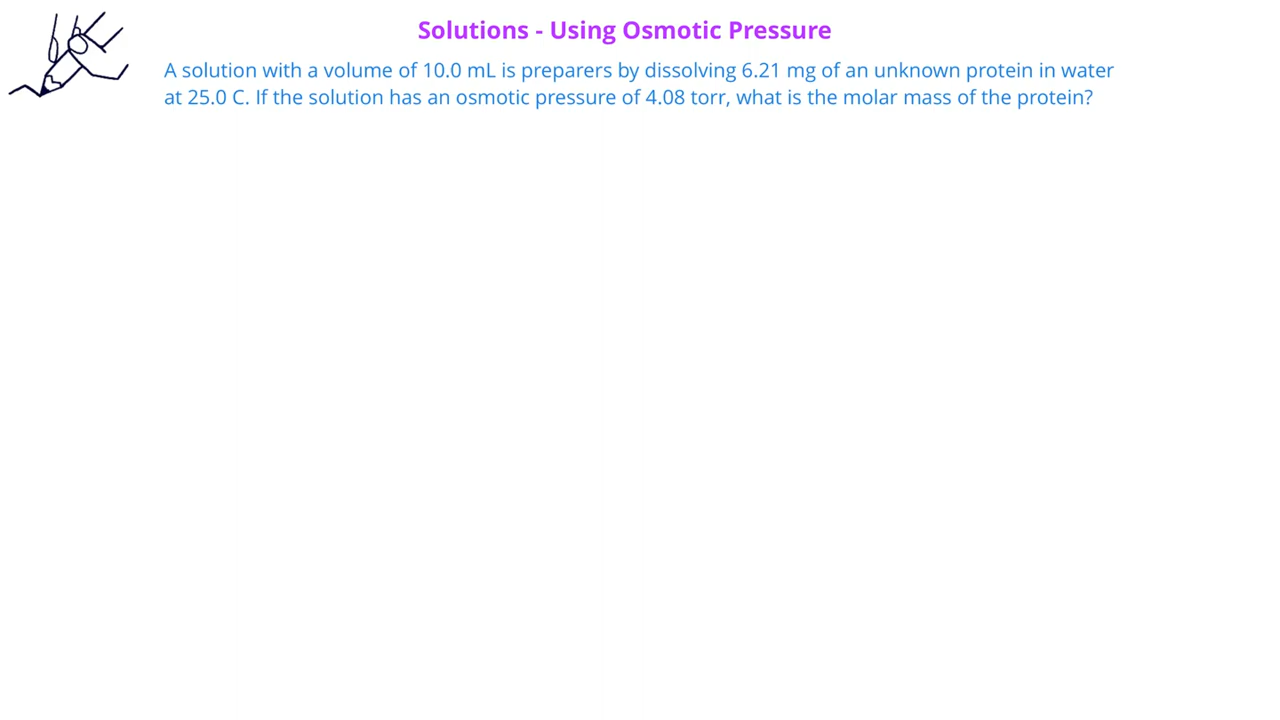 Solutions - Using Osmotic Pressure
A solution with a volume of 10.0 mL is preparers by dissolving 6.21 mg of an unknown protein in water
at 25.0 C. If the solution has an osmotic pressure of 4.08 torr, what is the molar mass of the protein?